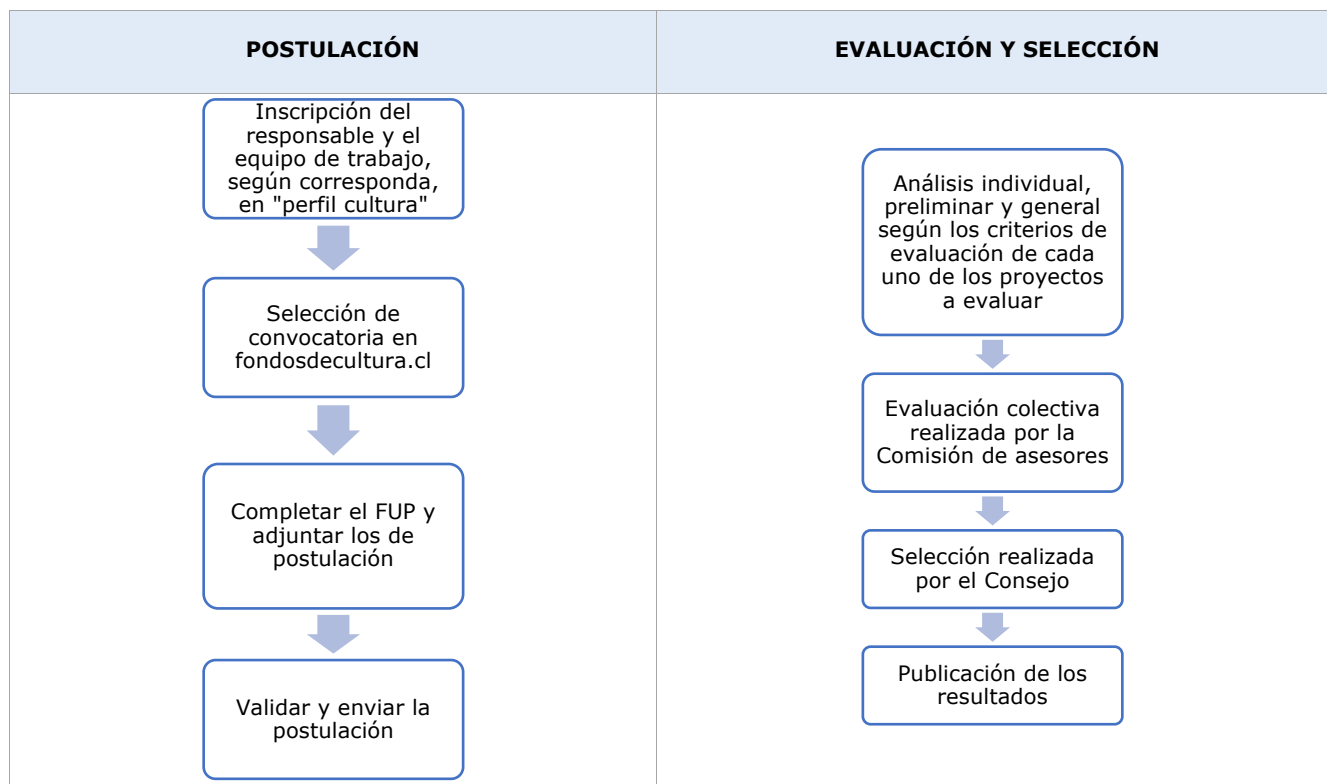 POSTULACIÓN
EVALUACIÓN Y SELECCIÓN
Inscripción del
responsable y el
equipo de trabajo,
según corresponda,
en "perfil cultura"
Selección de
convocatoria en
fondosdecultura.cl
Completar el FUP y
adjuntar los de
postulación
Validar y enviar la
postulación
Análisis individual,
preliminar y general
según los criterios de
evaluación de cada
uno de los proyectos
a evaluar
Evaluación colectiva
realizada por la
Comisión de asesores
Selección realizada
por el Consejo
Publicación de los
resultados